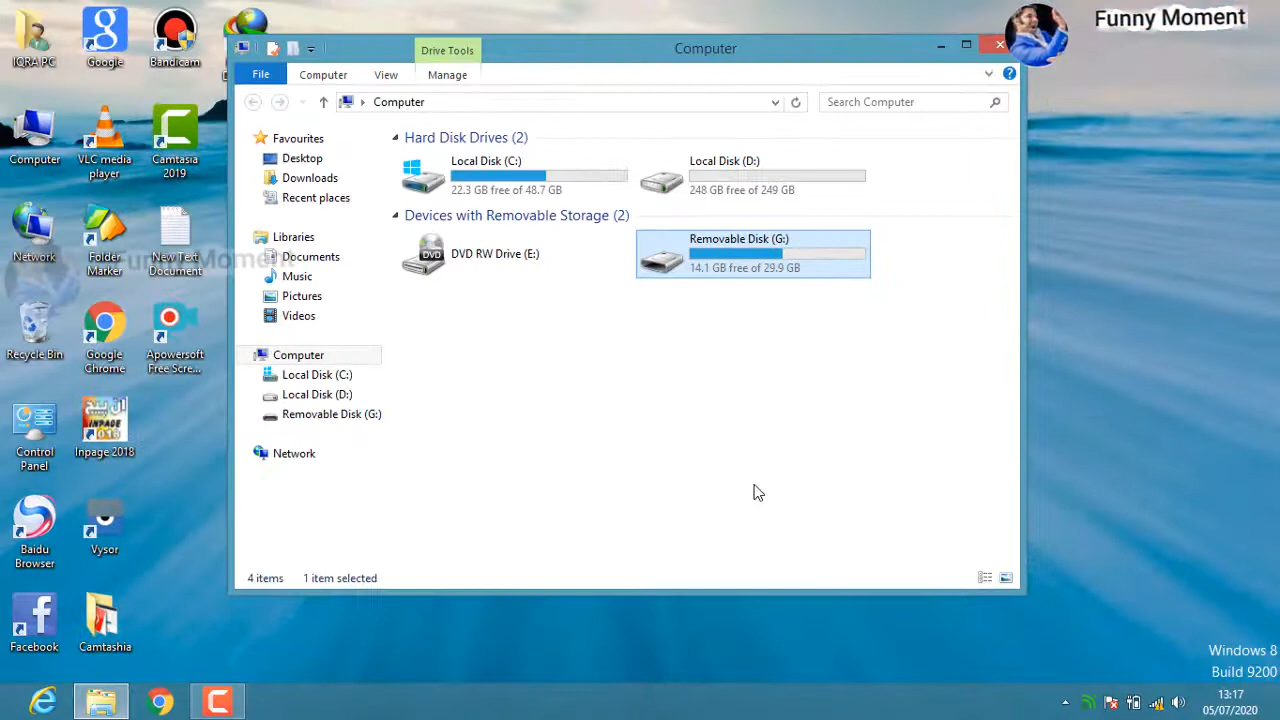 Funny Moment
IQRA PC
Google
Bandicam
Computer
VLC media player
Camtasia 2019
Network
Folder Marker
New Text Document
Recycle Bin
Google Chrome
Apowersoft Free Scre...
Control Panel
ان پیج
Inpage 2018
Baidu Browser
Vysor
Facebook
Camtashia
Drive Tools
Computer
File
Computer
View
Manage
Computer
Search Computer
Favourites
Desktop
Downloads
Recent places
Libraries
Documents
Music
Pictures
Videos
Computer
Local Disk (C:)
Local Disk (D:)
Removable Disk (G:)
Network
Hard Disk Drives (2)
Local Disk (C:)
22.3 GB free of 48.7 GB
Local Disk (D:)
248 GB free of 249 GB
Devices with Removable Storage (2)
DVD
DVD RW Drive (E:)
Removable Disk (G:)
14.1 GB free of 29.9 GB
4 items
1 item selected
Funny Moment
Windows 8
Build 9200
13:17
05/07/2020